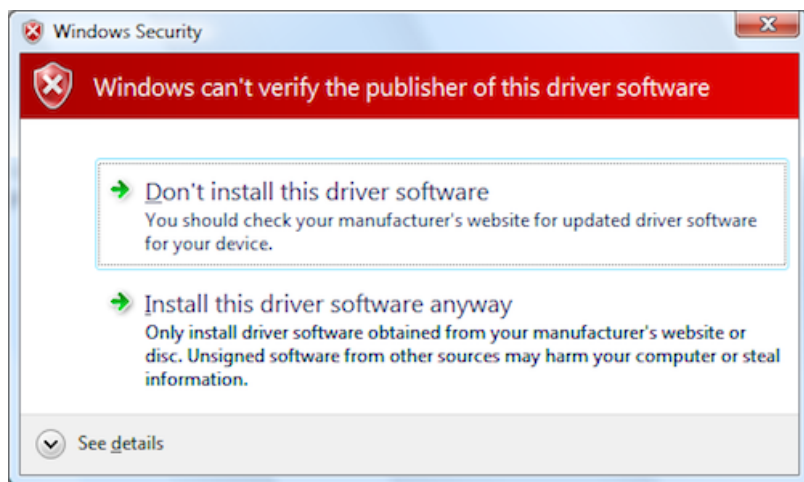 Windows Security
Windows can't verify the publisher of this driver software
Don't install this driver software
You should check your manufacturer's website for updated driver software
for your device.
Install this driver software anyway
Only install driver software obtained from your manufacturer's website or
disc. Unsigned software from other sources may harm your computer or steal
information.
See details